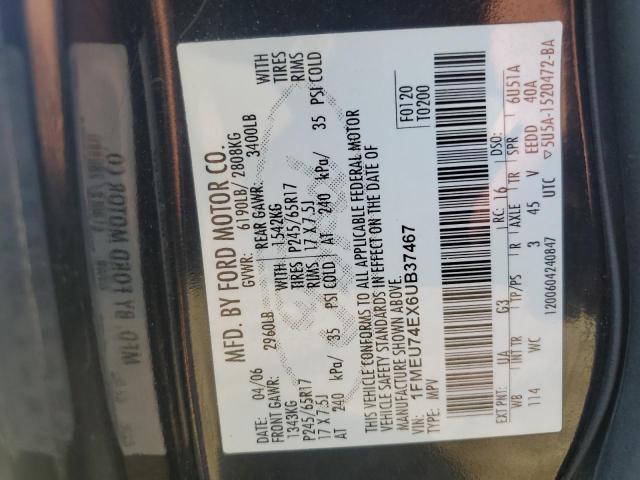 MFD. BY FORD MOTOR CO.
DATE: 04/06 GVWR: 6190LB/ 2808KG
FRONT GAWR: 2960LB REAR GAWR: 3400LB
1343KG WITH 1542KG WITH
P245/65R17 TIRES P245/65R17 TIRES
17 X 7.5J RIMS 17 X 7.5J RIMS
AT 240 kPa/ 35 PSI COLD AT 240 kPa/ 35 PSI COLD
THIS VEHICLE CONFORMS TO ALL APPLICABLE FEDERAL MOTOR
VEHICLE SAFETY STANDARDS IN EFFECT ON THE DATE OF
MANUFACTURE SHOWN ABOVE.
VIN: 1FMEU74EX6UB37467 F0120
TYPE: MPV T0200
EXT PNT: UA G3 RC: 16 DSO:
WB INT TR TP/PS R AXLE TR SPR 6U51A
114 WC 3 45 V EEDD 40A
1200604240847 UTC ▽5U5A-1520472-BA
MFD. BY FORD MOTOR CO